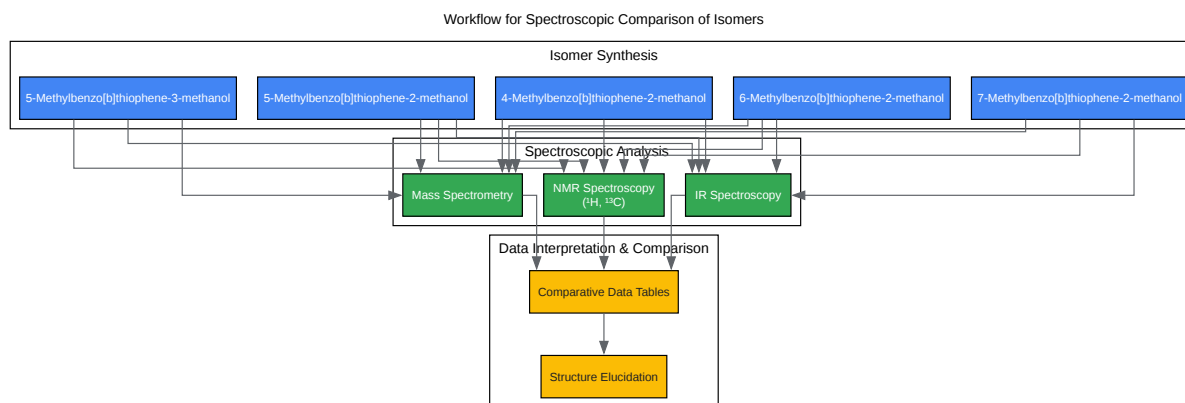 Workflow for Spectroscopic Comparison of Isomers
Isomer Synthesis
5-Methylbenzo[b]thiophene-3-methanol
5-Methylbenzo[b]thiophene-2-methanol
4-Methylbenzo[b]thiophene-2-methanol
6-Methylbenzo[b]thiophene-2-methanol
7-Methylbenzo[b]thiophene-2-methanol
Spectroscopic Analysis
Mass Spectrometry
NMR Spectroscopy
(¹H, ¹³C)
IR Spectroscopy
Data Interpretation & Comparison
Comparative Data Tables
Structure Elucidation